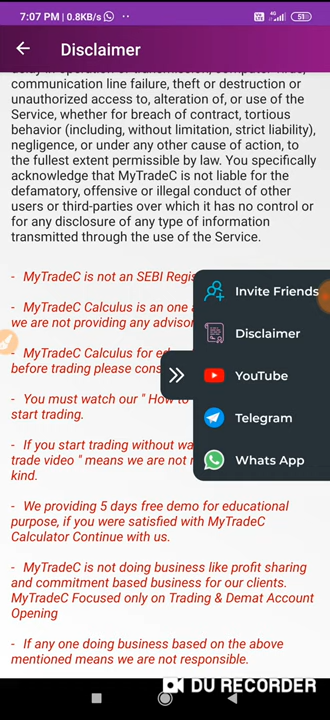 7:07 PM | 0.8KB/s
51
Disclaimer
communication line failure, theft or destruction or
unauthorized access to, alteration of, or use of the
Service, whether for breach of contract, tortious
behavior (including, without limitation, strict liability),
negligence, or under any other cause of action, to
the fullest extent permissible by law. You specifically
acknowledge that MyTradeC is not liable for the
defamatory, offensive or illegal conduct of other
users or third-parties over which it has no control or
for any disclosure of any type of information
transmitted through the use of the Service.
- MyTradeC is not an SEBI Regis
- MyTradeC Calculus is an one a
we are not providing any advisor
- MyTradeC Calculus for ed
before trading please cons
- You must watch our " How to
start trading.
- If you start trading without wa
trade video " means we are not r
kind.
- We providing 5 days free demo for educational
purpose, if you were satisfied with MyTradeC
Calculator Continue with us.
- MyTradeC is not doing business like profit sharing
and commitment based business for our clients.
MyTradeC Focused only on Trading & Demat Account
Opening
- If any one doing business based on the above
mentioned means we are not responsible.
Invite Friends
Disclaimer
YouTube
Telegram
Whats App
DU RECORDER